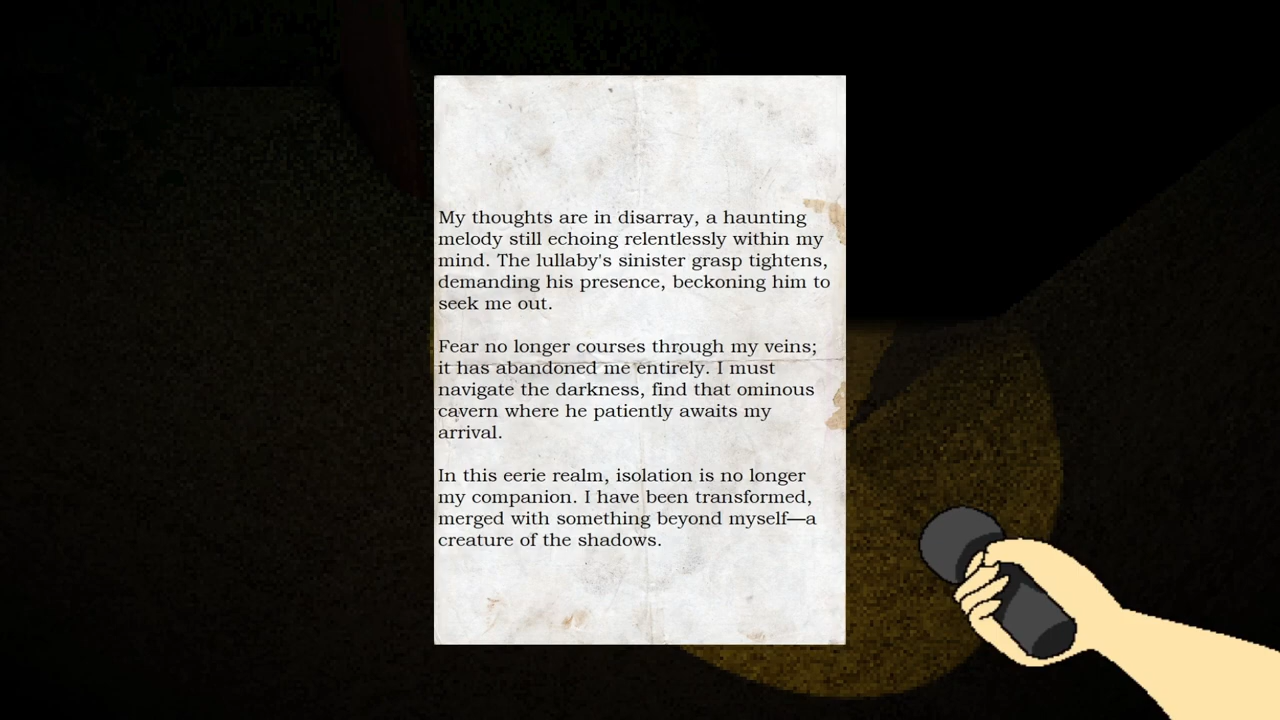 My thoughts are in disarray, a haunting
melody still echoing relentlessly within my
mind. The lullaby's sinister grasp tightens,
demanding his presence, beckoning him to
seek me out.
Fear no longer courses through my veins;
it has abandoned me entirely. I must
navigate the darkness, find that ominous
cavern where he patiently awaits my
arrival.
In this eerie realm, isolation is no longer
my companion. I have been transformed,
merged with something beyond myself—a
creature of the shadows.